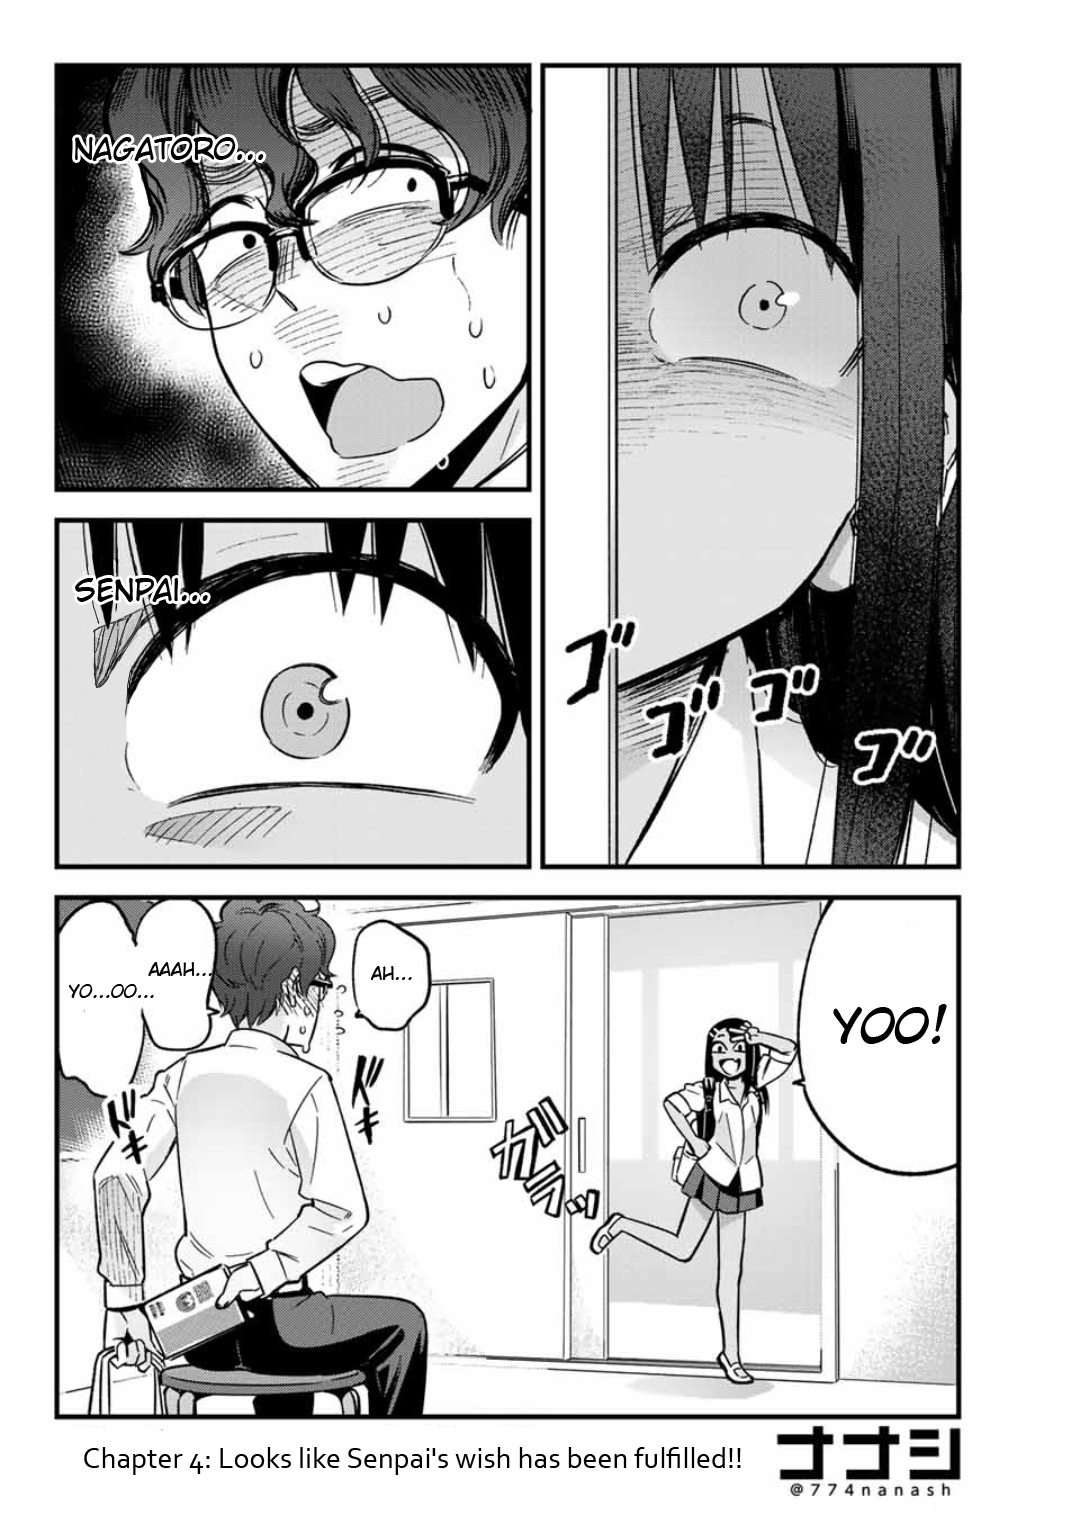 ゴ
ゴ
ゴ
ゴ
NAGATORO...
SENPAI...
YOO!
ガラッ
AH...
ドキ
AAAH...
YO...OO...
ドキ
Chapter 4: Looks like Senpai's wish has been fulfilled!!
ナナシ
@774nanash